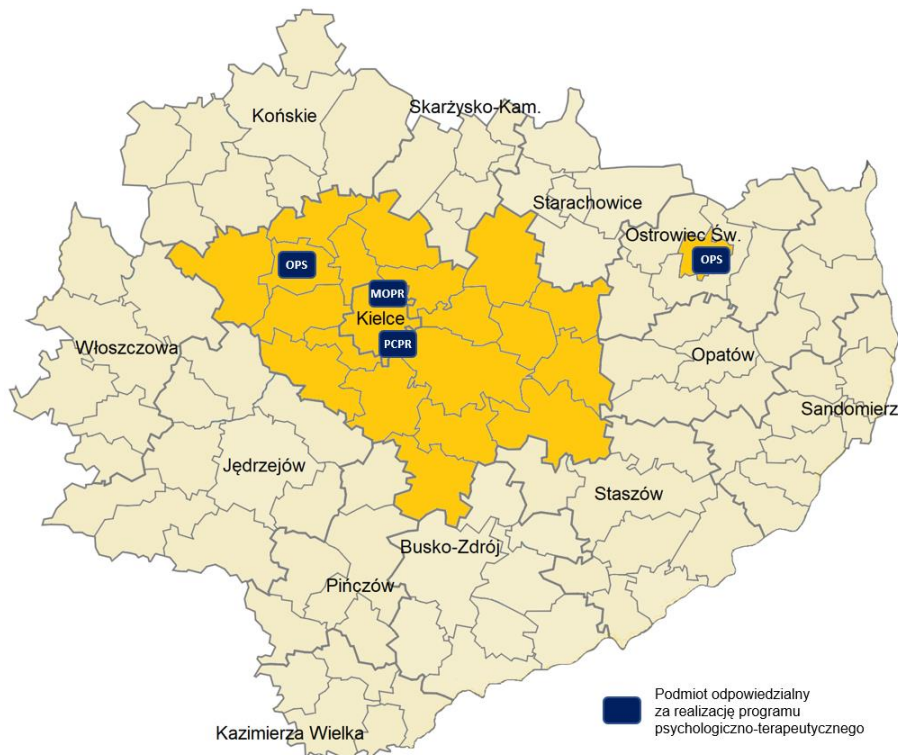 Końskie
Skarżysko-Kam.
Starachowice
Ostrowiec Św.
OPS
OPS
MOPR
Kielce
PCPR
Włoszczowa
Opatów
Sandomierz
Jędrzejów
Staszów
Busko-Zdrój
Pińczów
Kazimierza Wielka
Podmiot odpowiedzialny
za realizację programu
psychologiczno-terapeutycznego